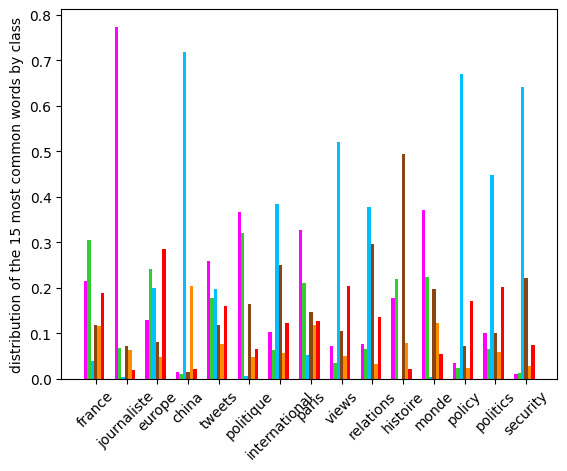 distribution of the 15 most common words by class
0.8
0.7
0.6
0.5
0.4
0.3
0.2
0.1
0.0
france
journaliste
europe
china
tweets
politique
international
paris
views
relations
histoire
monde
policy
politics
security